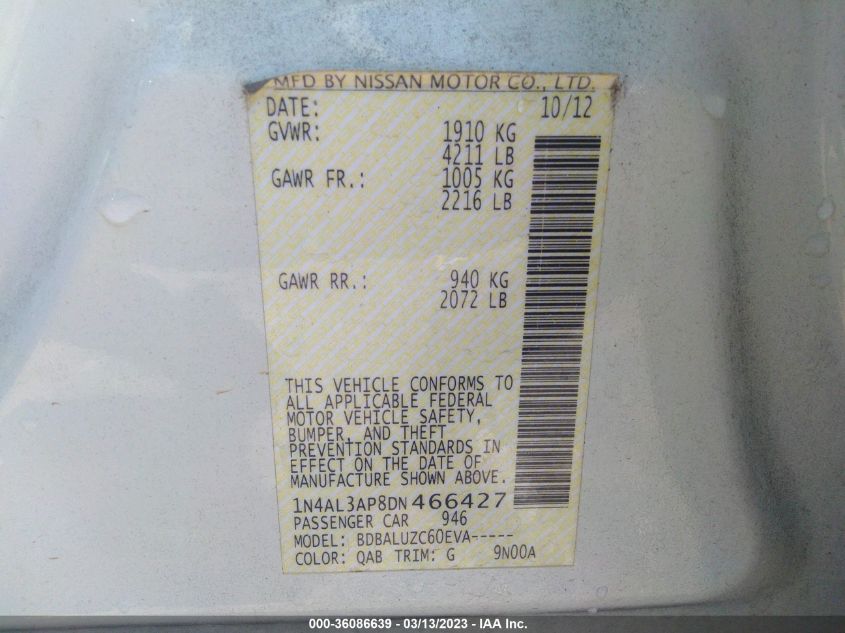 MFD BY NISSAN MOTOR CO., LTD.
DATE: 10/12
GVWR: 1910 KG
4211 LB
GAWR FR.: 1005 KG
2216 LB
GAWR RR.: 940 KG
2072 LB
THIS VEHICLE CONFORMS TO
ALL APPLICABLE FEDERAL
MOTOR VEHICLE SAFETY,
BUMPER, AND THEFT
PREVENTION STANDARDS IN
EFFECT ON THE DATE OF
MANUFACTURE SHOWN ABOVE.
1N4AL3AP8DN466427
PASSENGER CAR 946
MODEL: BDBALUZC60EVA-----
COLOR: QAB TRIM: G 9N00A
000-36086639 - 03/13/2023 - IAA Inc.